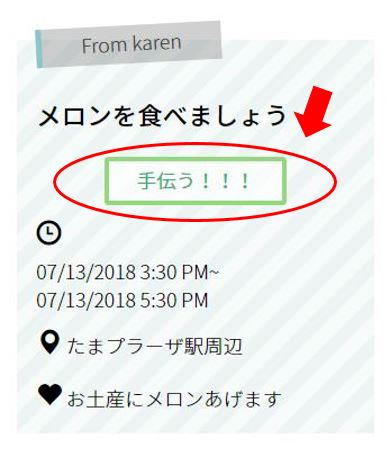 From karen
メロンを食べましょう
手伝う！！！
07/13/2018 3:30 PM~
07/13/2018 5:30 PM
たまプラーザ駅周辺
お土産にメロンあげます